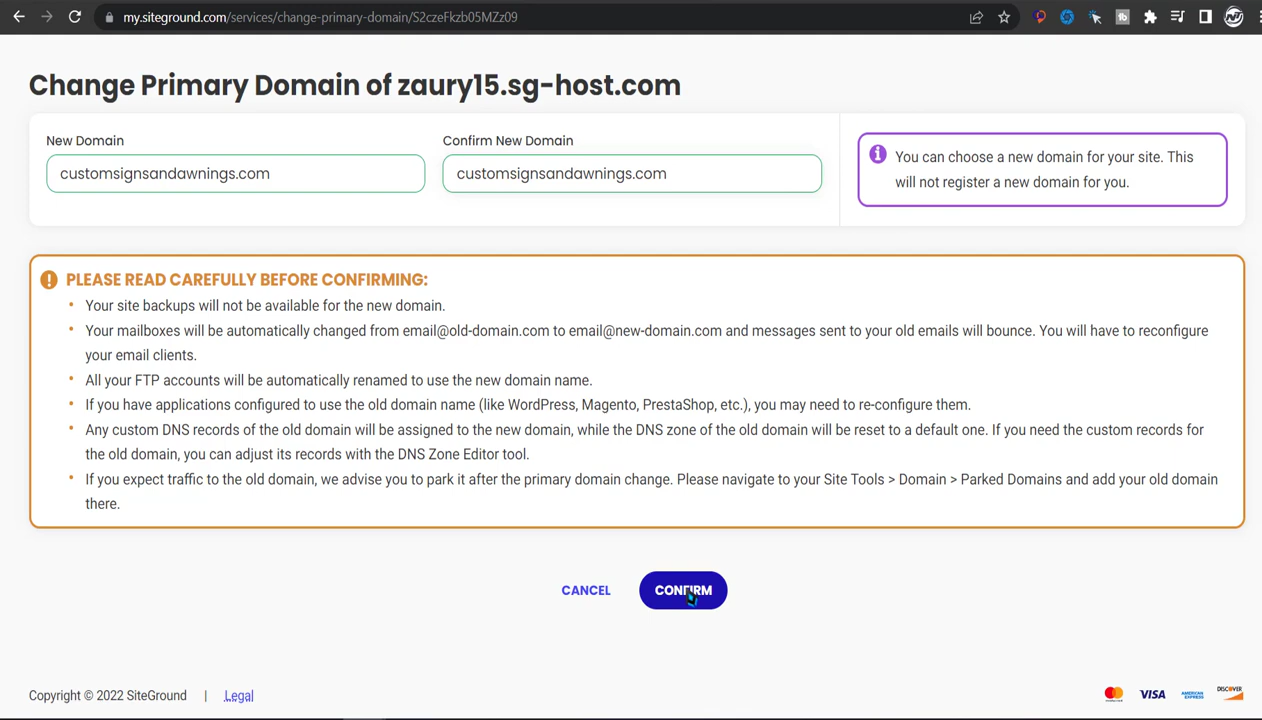 my.siteground.com/services/change-primary-domain/S2czeFkzb05MZz09
Change Primary Domain of zaury15.sg-host.com
New Domain
Confirm New Domain
customsignsandawnings.com
customsignsandawnings.com
You can choose a new domain for your site. This
will not register a new domain for you.
PLEASE READ CAREFULLY BEFORE CONFIRMING:
• Your site backups will not be available for the new domain.
• Your mailboxes will be automatically changed from email@old-domain.com to email@new-domain.com and messages sent to your old emails will bounce. You will have to reconfigure
your email clients.
• All your FTP accounts will be automatically renamed to use the new domain name.
• If you have applications configured to use the old domain name (like WordPress, Magento, PrestaShop, etc.), you may need to re-configure them.
• Any custom DNS records of the old domain will be assigned to the new domain, while the DNS zone of the old domain will be reset to a default one. If you need the custom records for
the old domain, you can adjust its records with the DNS Zone Editor tool.
• If you expect traffic to the old domain, we advise you to park it after the primary domain change. Please navigate to your Site Tools > Domain > Parked Domains and add your old domain
there.
CANCEL
CONFIRM
Copyright © 2022 SiteGround | Legal
VISA
AMERICAN EXPRESS
DISCOVER